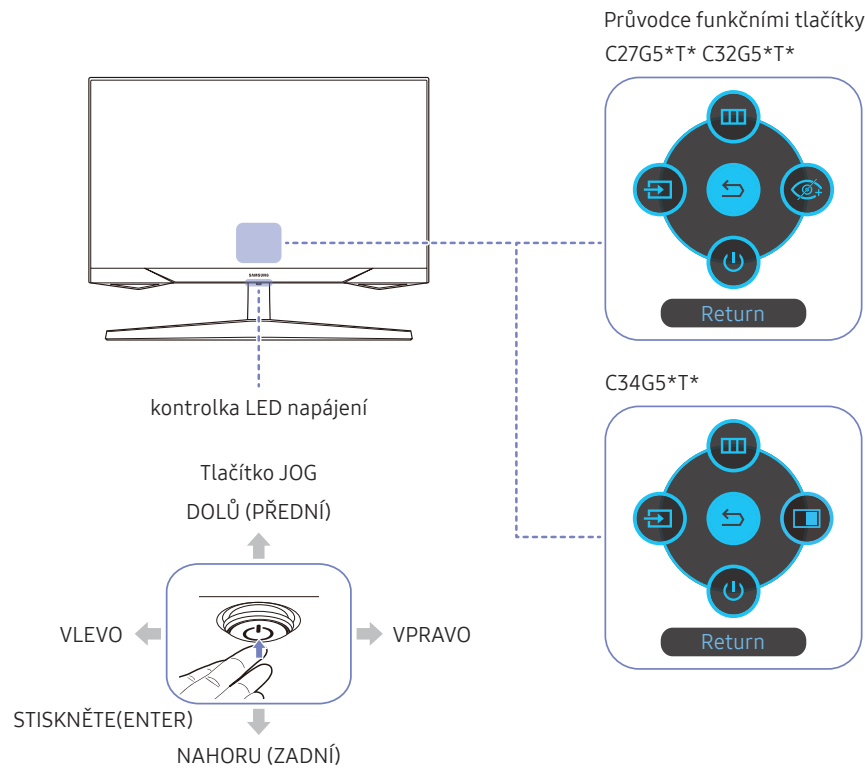 Průvodce funkčními tlačítky
C27G5*T* C32G5*T*
SAMSUNG
Return
kontrolka LED napájení
C34G5*T*
Tlačítko JOG
DOLŮ (PŘEDNÍ)
VLEVO
VPRAVO
STISKNĚTE(ENTER)
NAHORU (ZADNÍ)
Return